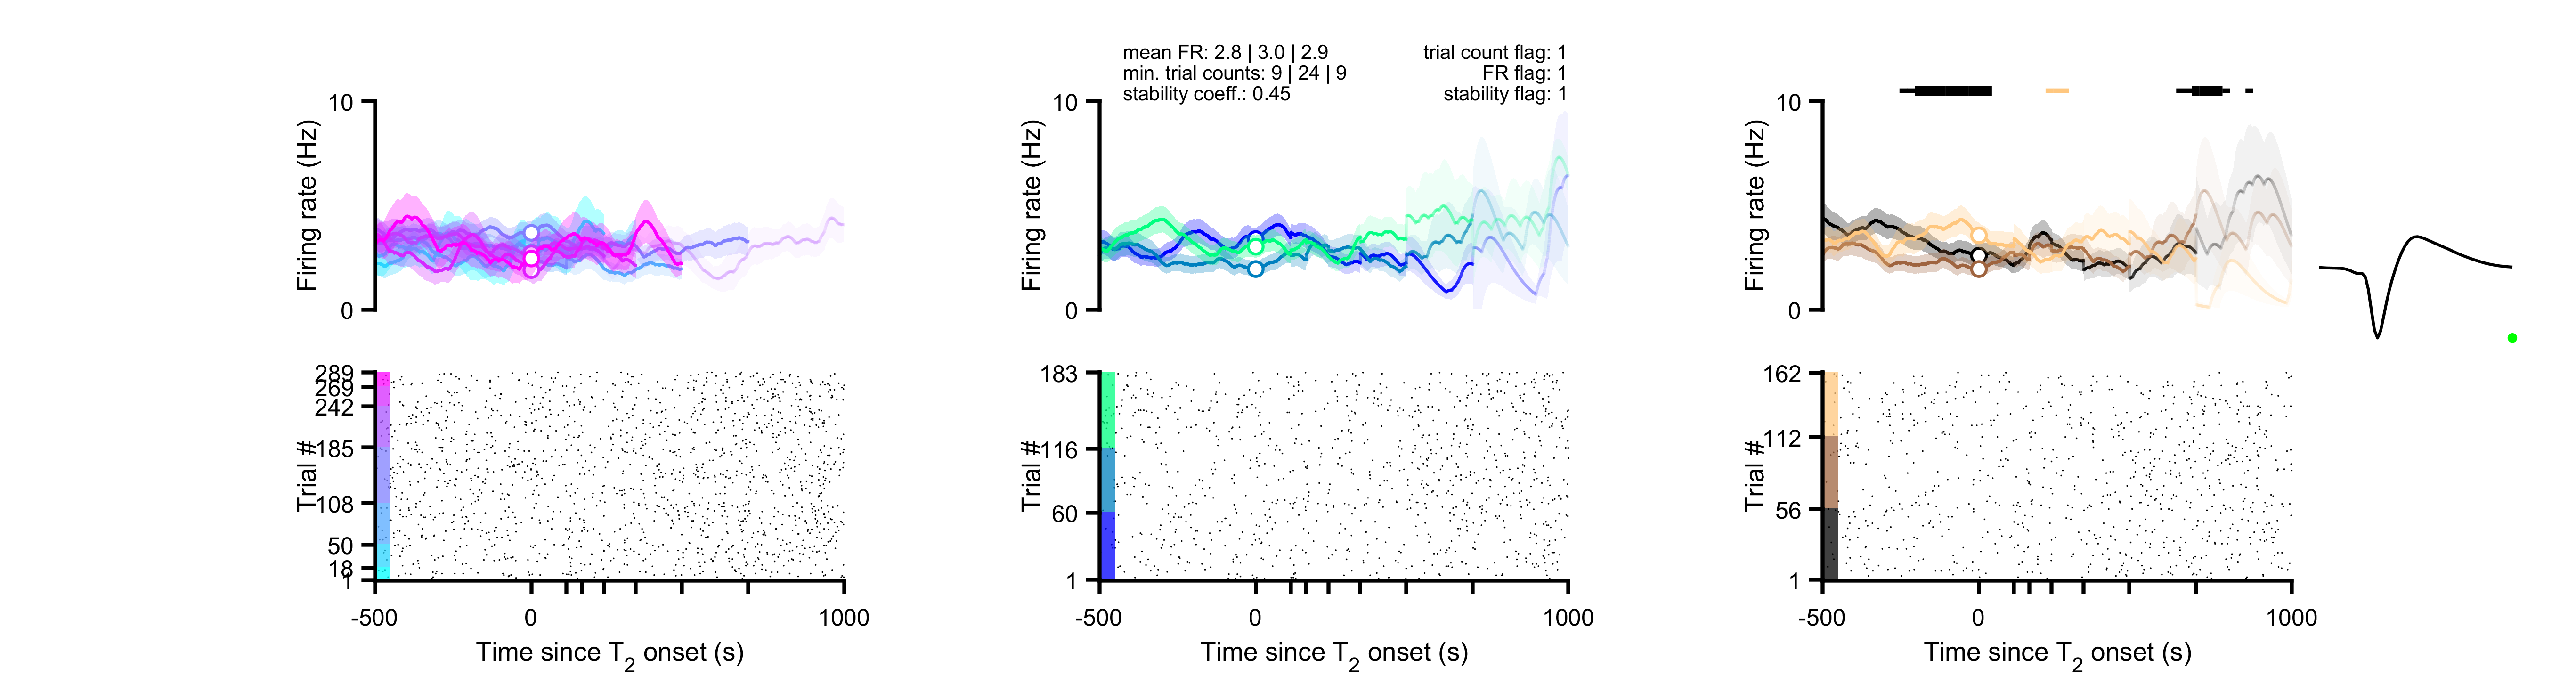 mean FR: 2.8 | 3.0 | 2.9
min. trial counts: 9 | 24 | 9
stability coeff.: 0.45
trial count flag: 1
FR flag: 1
stability flag: 1
10
0
Firing rate (Hz)
10
0
Firing rate (Hz)
10
0
Firing rate (Hz)
289
269
242
185
108
50
18
1
Trial #
-500
0
1000
Time since T2 onset (s)
183
116
60
1
Trial #
-500
0
1000
Time since T2 onset (s)
162
112
56
1
Trial #
-500
0
1000
Time since T2 onset (s)